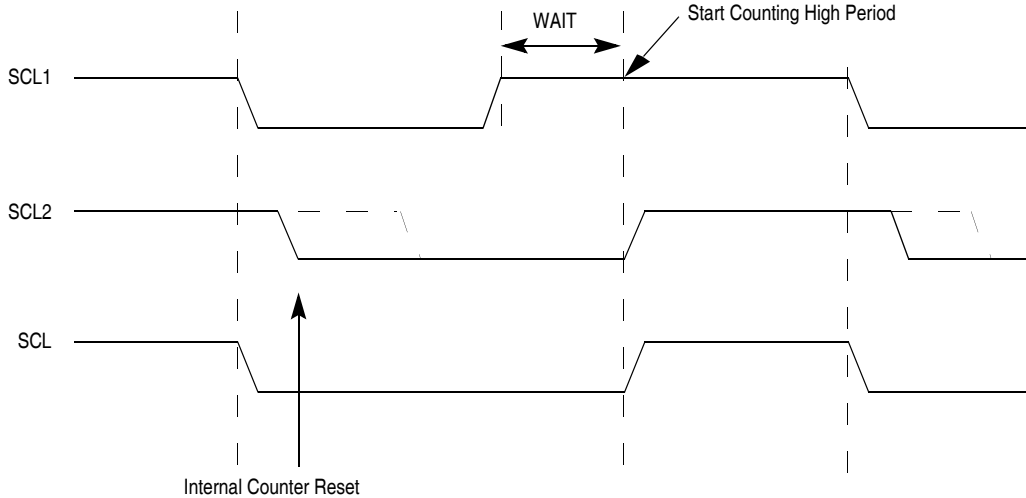 Start Counting High Period
WAIT
SCL1
SCL2
SCL
Internal Counter Reset